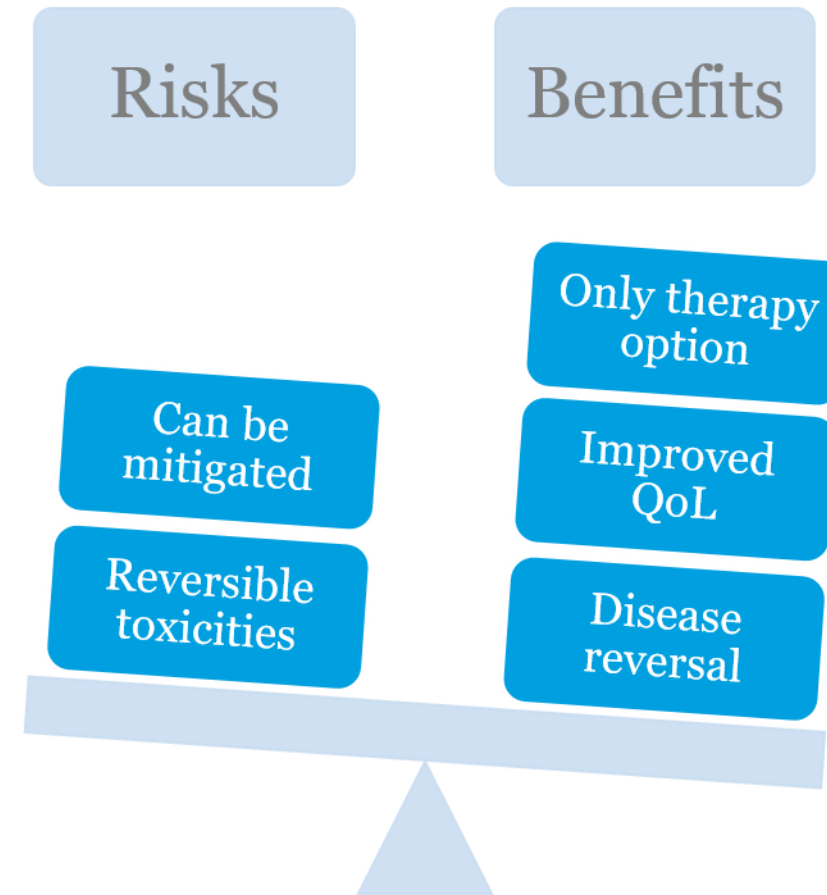 Risks
Benefits
Can be
mitigated
Reversible
toxicities
Only therapy
option
Improved
QoL
Disease
reversal